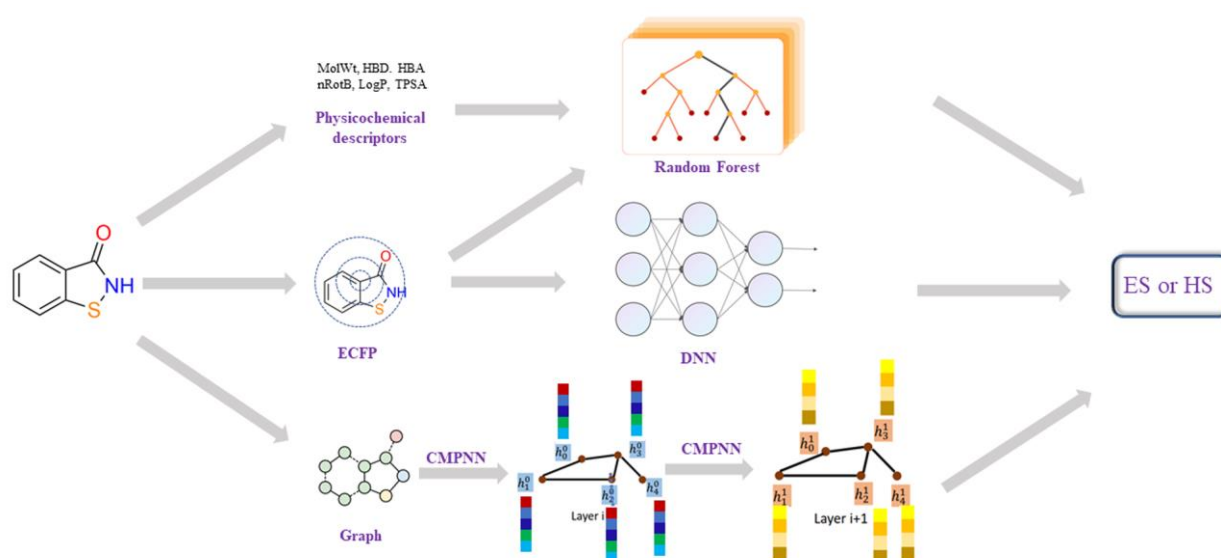 MolWt, HBD. HBA
nRotB, LogP, TPSA
Physicochemical
descriptors
Random Forest
O
NH
S
O
NH
S
ECFP
DNN
ES or HS
Graph
CMPNN
h₀⁰
h₃⁰
h₁⁰
h₂⁰
h₄⁰
Layer i
CMPNN
h₀¹
h₃¹
h₁¹
h₂¹
h₄¹
Layer i+1